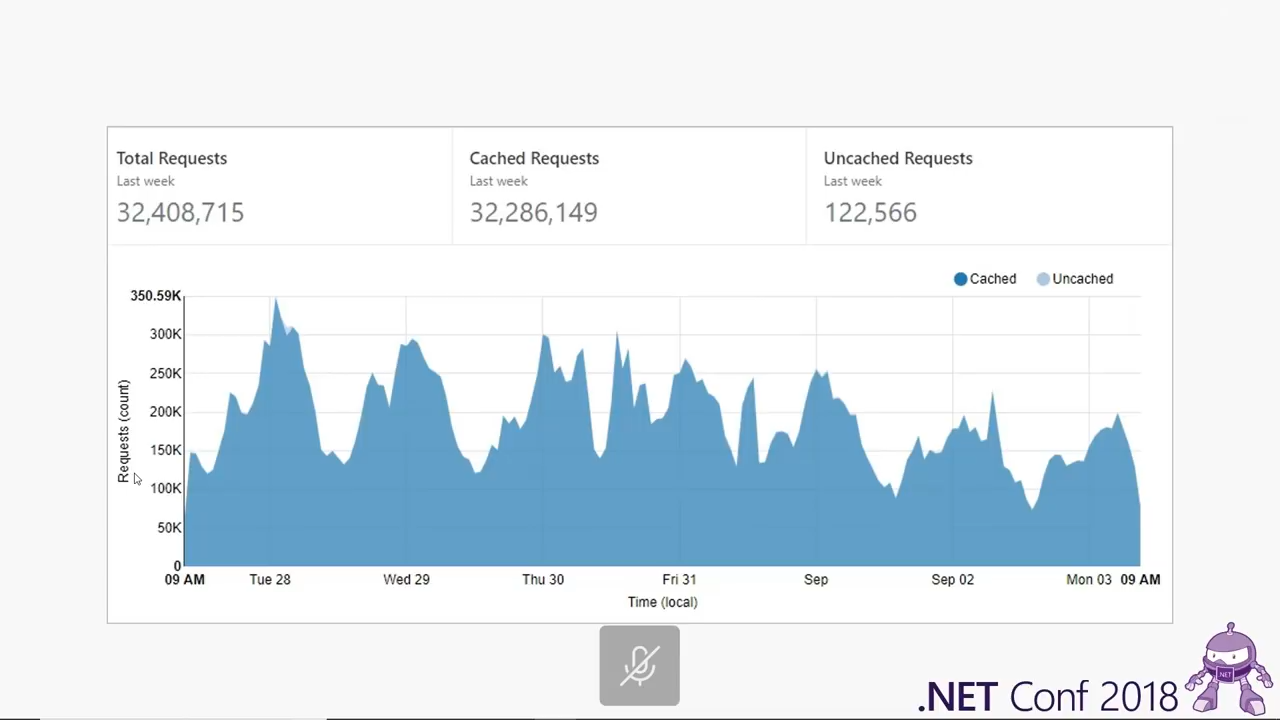 Total Requests
Last week
32,408,715
Cached Requests
Last week
32,286,149
Uncached Requests
Last week
122,566
Cached
Uncached
350.59K
300K
250K
200K
150K
100K
50K
0
Requests (count)
09 AM
Tue 28
Wed 29
Thu 30
Fri 31
Sep
Sep 02
Mon 03
09 AM
Time (local)
.NET Conf 2018
.NET